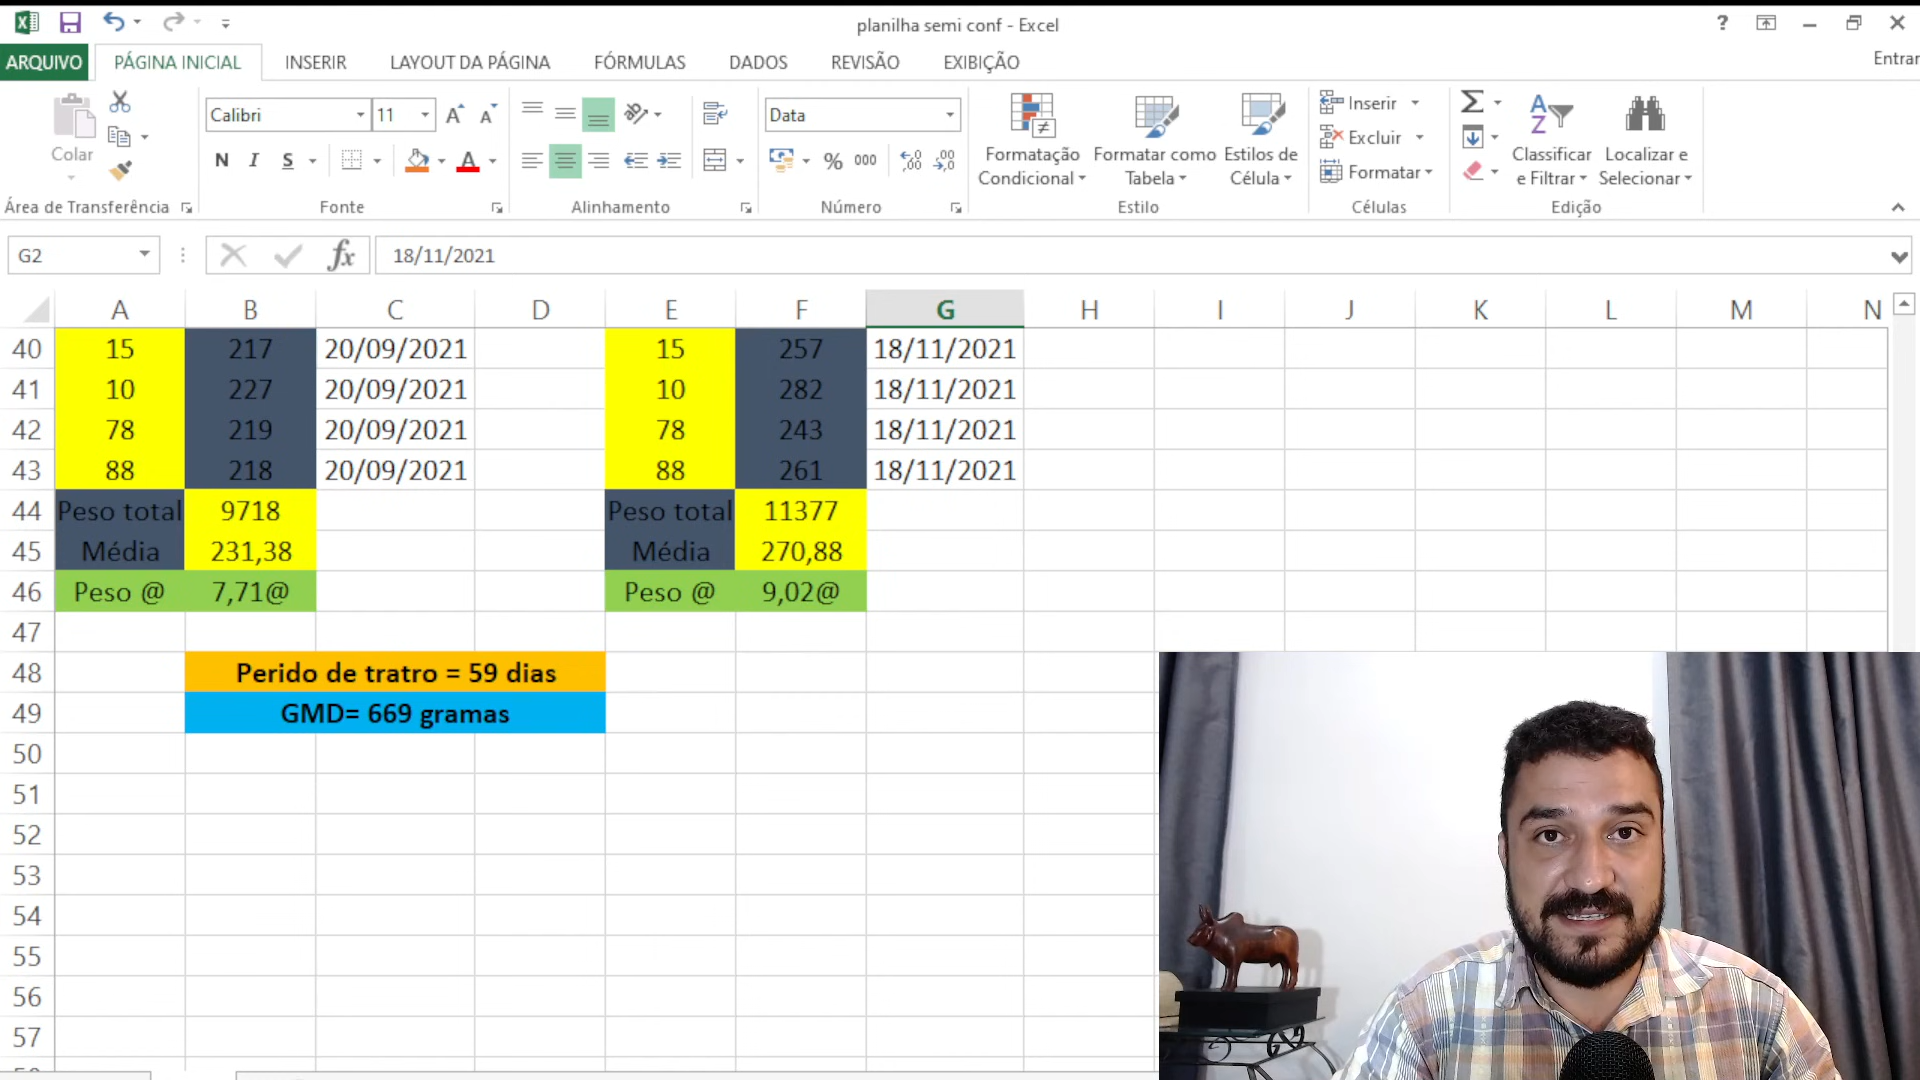 planilha semi conf - Excel
?
ARQUIVO PÁGINA INICIAL INSERIR LAYOUT DA PÁGINA FÓRMULAS DADOS REVISÃO EXIBIÇÃO Entrar
Colar
Área de Transferência
Calibri 11
N I S A
Fonte
Alinhamento
Data
% 000
Número
Formatação Condicional
Formatar como Tabela
Estilos de Célula
Estilo
Inserir
Excluir
Formatar
Células
Classificar e Filtrar
Localizar e Selecionar
Edição
G2 fx 18/11/2021
A B C D E F G H I J K L M N
40 15 217 20/09/2021 15 257 18/11/2021
41 10 227 20/09/2021 10 282 18/11/2021
42 78 219 20/09/2021 78 243 18/11/2021
43 88 218 20/09/2021 88 261 18/11/2021
44 Peso total 9718 Peso total 11377
45 Média 231,38 Média 270,88
46 Peso @ 7,71@ Peso @ 9,02@
47
48 Perido de tratro = 59 dias
49 GMD= 669 gramas
50
51
52
53
54
55
56
57